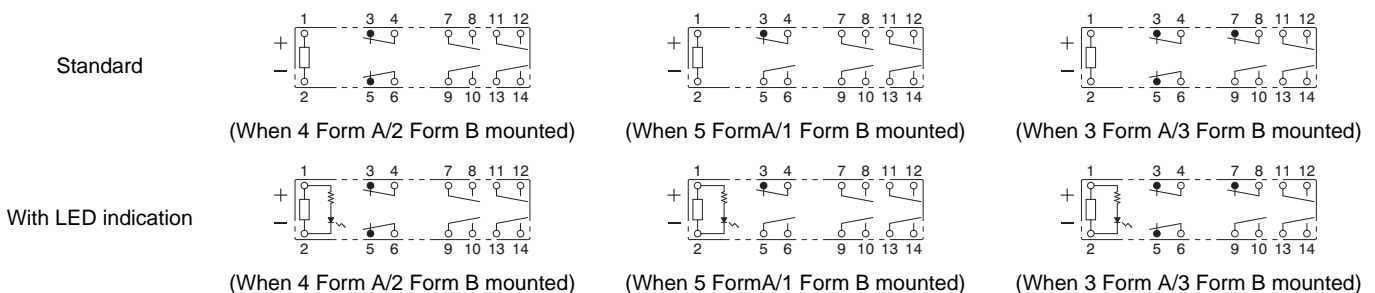 1 3 4 7 8 11 12 1 3 4 7 8 11 12 1 3 4 7 8 11 12
+ + +
Standard
− − −
2 5 6 9 10 13 14 2 5 6 9 10 13 14 2 5 6 9 10 13 14
(When 4 Form A/2 Form B mounted) (When 5 FormA/1 Form B mounted) (When 3 Form A/3 Form B mounted)
1 3 4 7 8 11 12 1 3 4 7 8 11 12 1 3 4 7 8 11 12
+ + +
With LED indication
− − −
2 5 6 9 10 13 14 2 5 6 9 10 13 14 2 5 6 9 10 13 14
(When 4 Form A/2 Form B mounted) (When 5 FormA/1 Form B mounted) (When 3 Form A/3 Form B mounted)